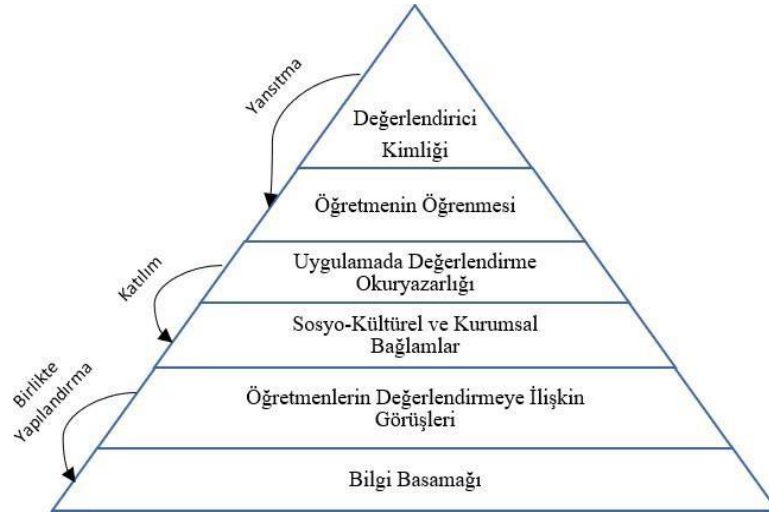 Yansıtma
Değerlendirici
Kimliği
Öğretmenin Öğrenmesi
Katılım
Uygulamada Değerlendirme
Okuryazarlığı
Sosyo-Kültürel ve Kurumsal
Bağlamlar
Birlikte
Yapılandırma
Öğretmenlerin Değerlendirmeye İlişkin
Görüşleri
Bilgi Basamağı